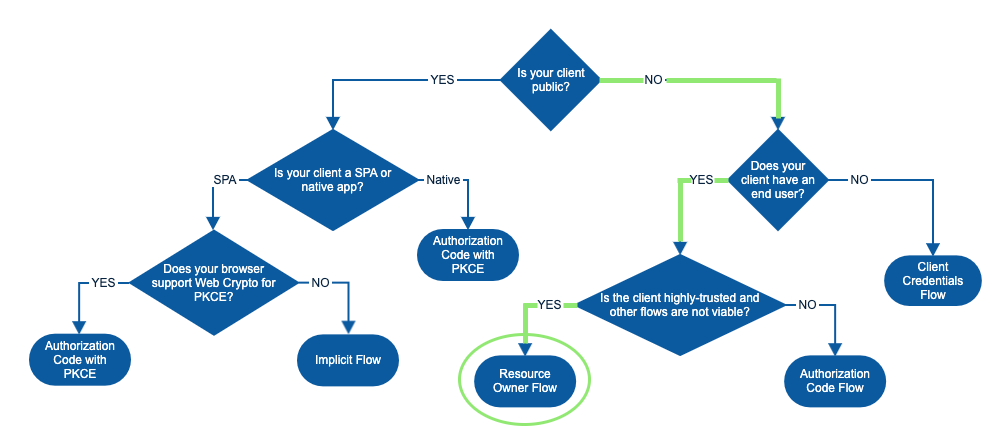 Is your client
public?
YES
NO
Is your client a SPA or
native app?
Does your
client have an
end user?
SPA
Native
YES
NO
Authorization
Code with
PKCE
Does your browser
support Web Crypto for
PKCE?
Client
Credentials
Flow
YES
NO
Is the client highly-trusted and
other flows are not viable?
YES
NO
Authorization
Code with
PKCE
Implicit Flow
Resource
Owner Flow
Authorization
Code Flow